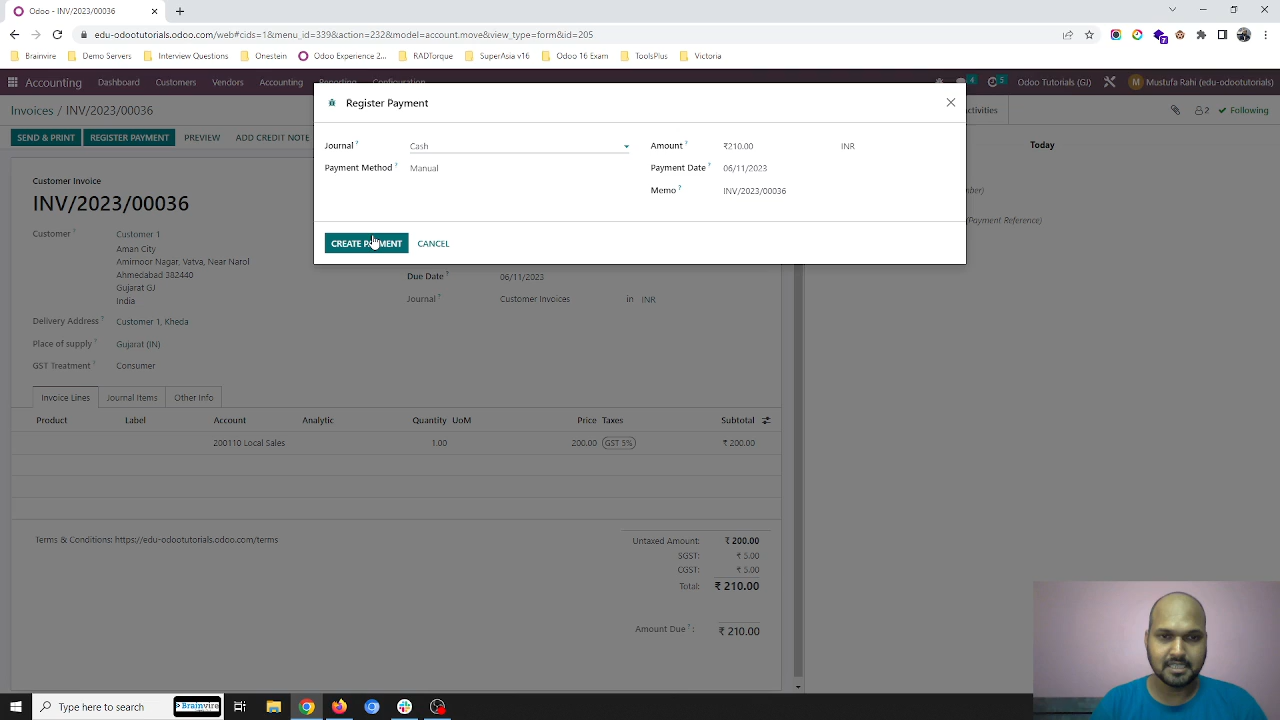 Odoo - INV/2023/00036
edu-odootutorials.odoo.com/web#cids=1&menu_id=339&action=232&model=account.move&view_type=form&id=205
Brainvire
Demo Servers
Interview Questions
Onestein
Odoo Experience 2...
RADTorque
SuperAsia v16
Odoo 16 Exam
ToolsPlus
Victoria
Accounting
Dashboard
Customers
Vendors
Accounting
4
5
Odoo Tutorials (GJ)
M
Mustufa Rahi (edu-odootutorials)
Invoices / INV/2023/00036
2
Following
SEND & PRINT
REGISTER PAYMENT
PREVIEW
ADD CREDIT NOTE
Today
Register Payment
Journal ?
Cash
Amount ?
₹210.00
INR
Payment Method ?
Manual
Payment Date ?
06/11/2023
Memo ?
INV/2023/00036
CREATE PAYMENT
CANCEL
Customer Invoice
INV/2023/00036
Customer ?
Customer 1
Aman City
Amirnoor Nagar, Vatva, Near Narol
Ahmedabad 382440
Gujarat GJ
India
Due Date ?
06/11/2023
Journal ?
Customer Invoices
in
INR
Delivery Address ?
Customer 1, Kheda
Place of supply ?
Gujarat (IN)
GST Treatment ?
Consumer
(Payment Reference)
Invoice Lines
Journal Items
Other Info
Product
Label
Account
Analytic
Quantity
UoM
Price
Taxes
Subtotal
200110 Local Sales
1.00
200.00
GST 5%
₹ 200.00
Terms & Conditions: https://edu-odootutorials.odoo.com/terms
Untaxed Amount:
₹ 200.00
SGST:
₹ 5.00
CGST:
₹ 5.00
Total:
₹ 210.00
Amount Due ? :
₹ 210.00
Type here to search
Brainvire